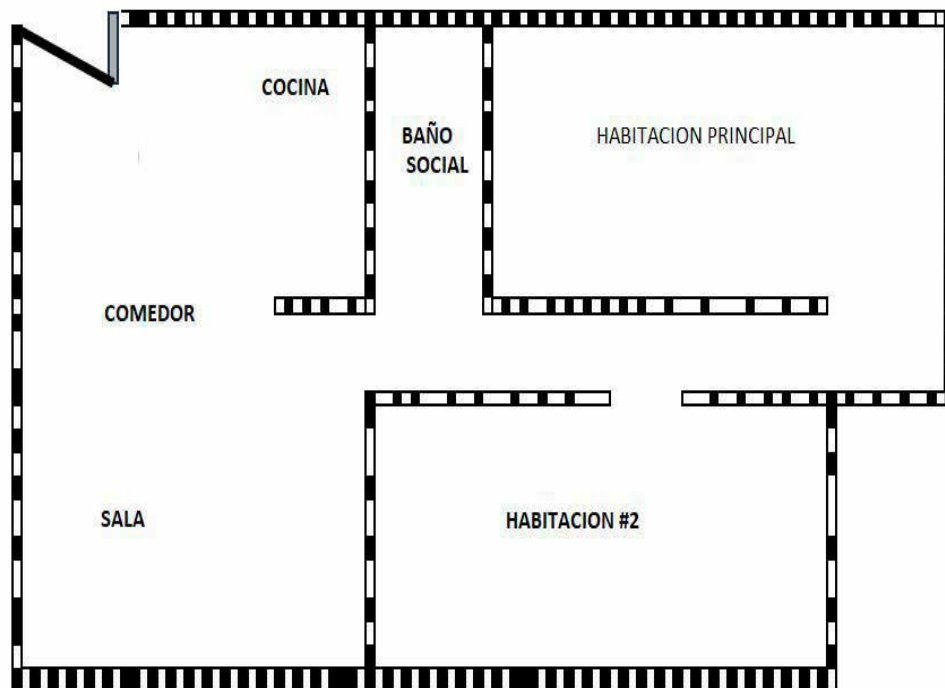 COCINA
BAÑO
SOCIAL
HABITACION PRINCIPAL
COMEDOR
SALA
HABITACION #2